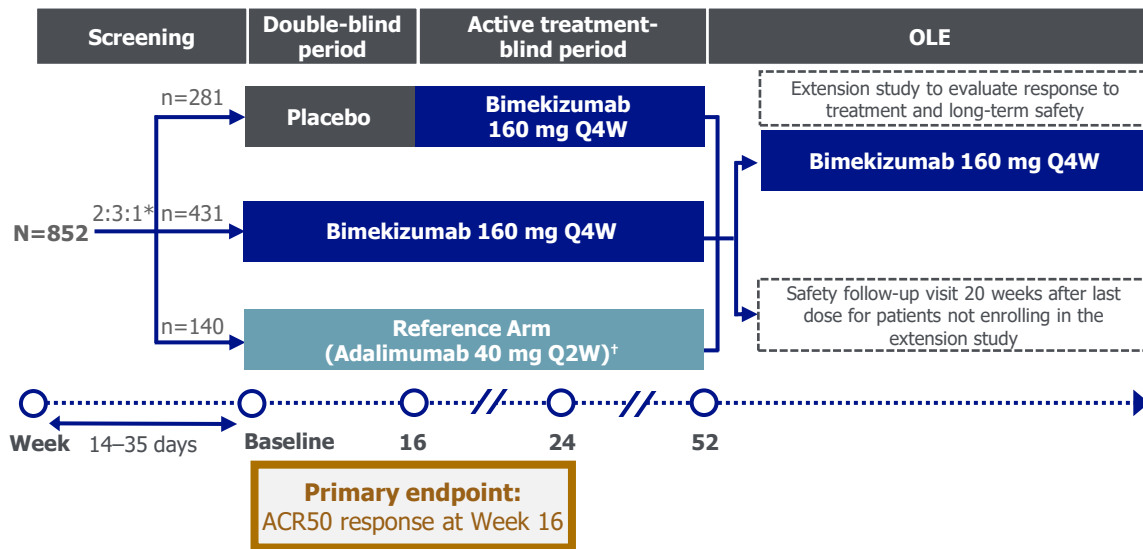 Screening
Double-blind
period
Active treatment-
blind period
OLE
n=281
Placebo
Bimekizumab
160 mg Q4W
Extension study to evaluate response to
treatment and long-term safety
Bimekizumab 160 mg Q4W
N=852
2:3:1* n=431
Bimekizumab 160 mg Q4W
n=140
Reference Arm
(Adalimumab 40 mg Q2W)†
Safety follow-up visit 20 weeks after last
dose for patients not enrolling in the
extension study
Week 14–35 days Baseline 16 24 52
Primary endpoint:
ACR50 response at Week 16